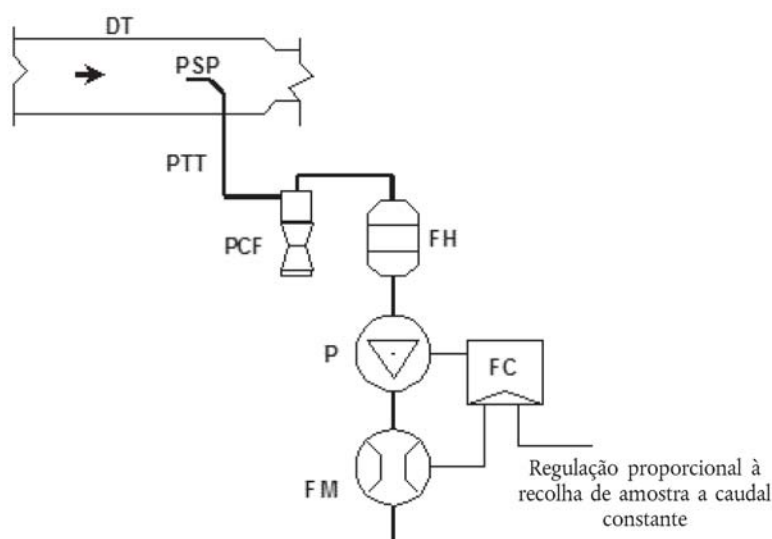 DT
PSP
PTT
PCF
FH
P
FC
FM
Regulação proporcional à
recolha de amostra a caudal
constante